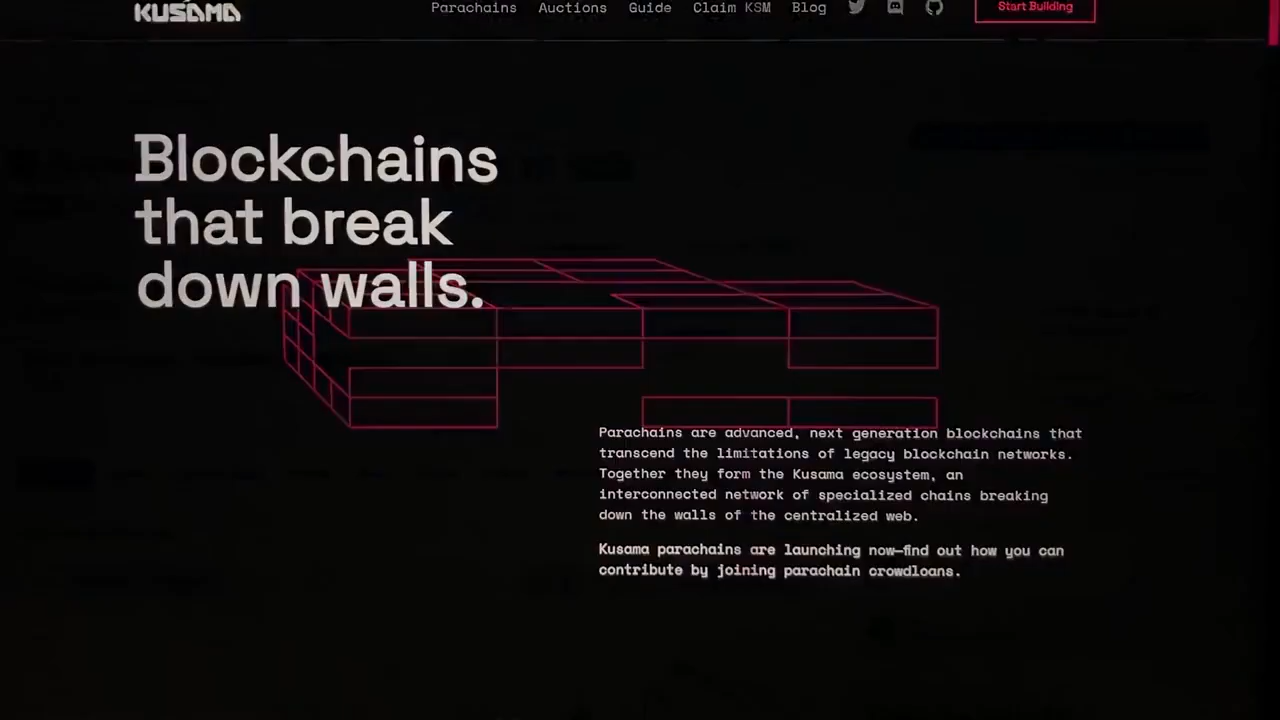 KUSAMA
Parachains Auctions Guide Claim KSM Blog
Start Building
Blockchains
that break
down walls.
Parachains are advanced, next generation blockchains that
transcend the limitations of legacy blockchain networks.
Together they form the Kusama ecosystem, an
interconnected network of specialized chains breaking
down the walls of the centralized web.
Kusama parachains are launching now—find out how you can
contribute by joining parachain crowdloans.